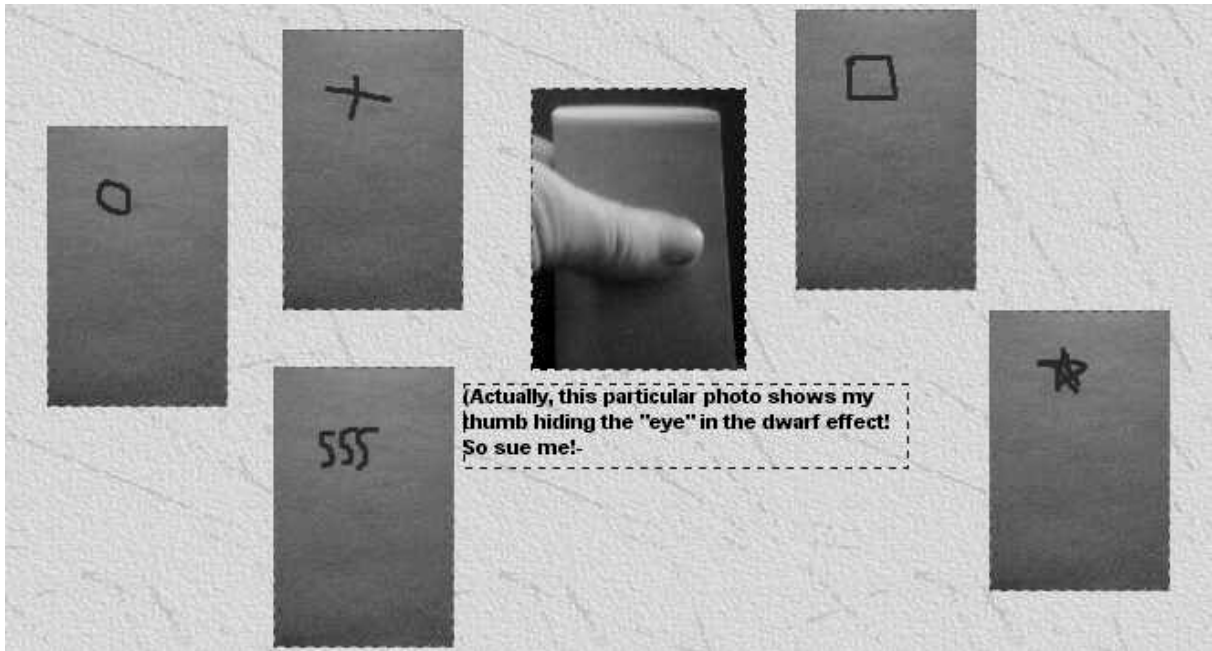 (Actually, this particular photo shows my
thumb hiding the "eye" in the dwarf effect!
So sue me!-